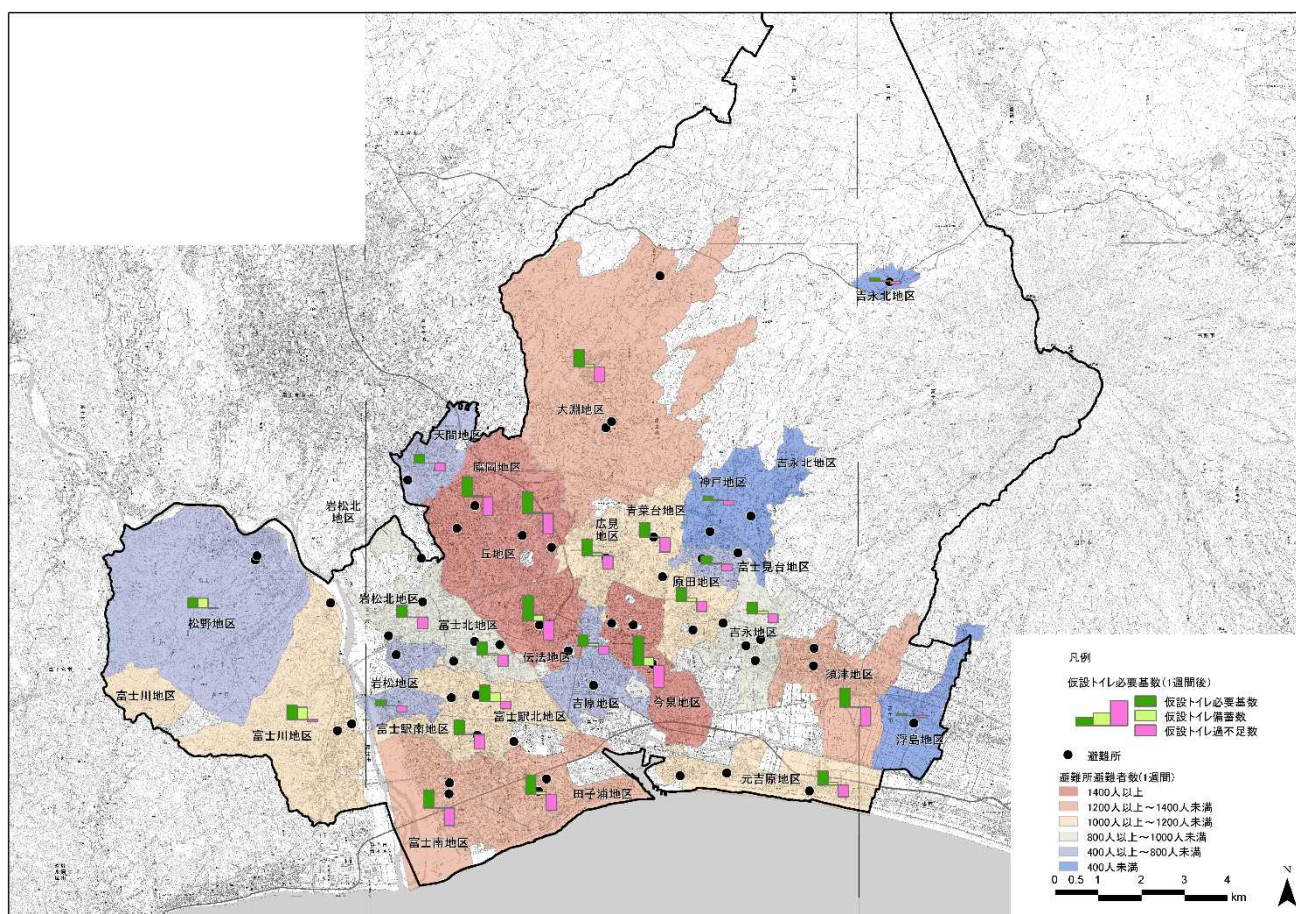 吉永北地区
大淵地区
天間地区
鷹岡地区
吉永北地区
神戸地区
岩松北
地区
青葉台地区
広見
地区
丘地区
富士見台地区
原田地区
岩松北地区
松野地区
富士北地区
吉永地区
伝法地区
須津地区
岩松地区
吉原地区
今泉地区
富士川地区
富士駅北地区
富士川地区
富士駅南地区
浮島地区
元吉原地区
田子浦地区
富士南地区
凡例
仮設トイレ必要基数(1週間後)
仮設トイレ必要基数
仮設トイレ備蓄数
仮設トイレ過不足数
避難所
避難所避難者数(1週間)
1400人以上
1200人以上～1400人未満
1000人以上～1200人未満
800人以上～1000人未満
400人以上～800人未満
400人未満
N
0 0.5 1 2 3 4
km